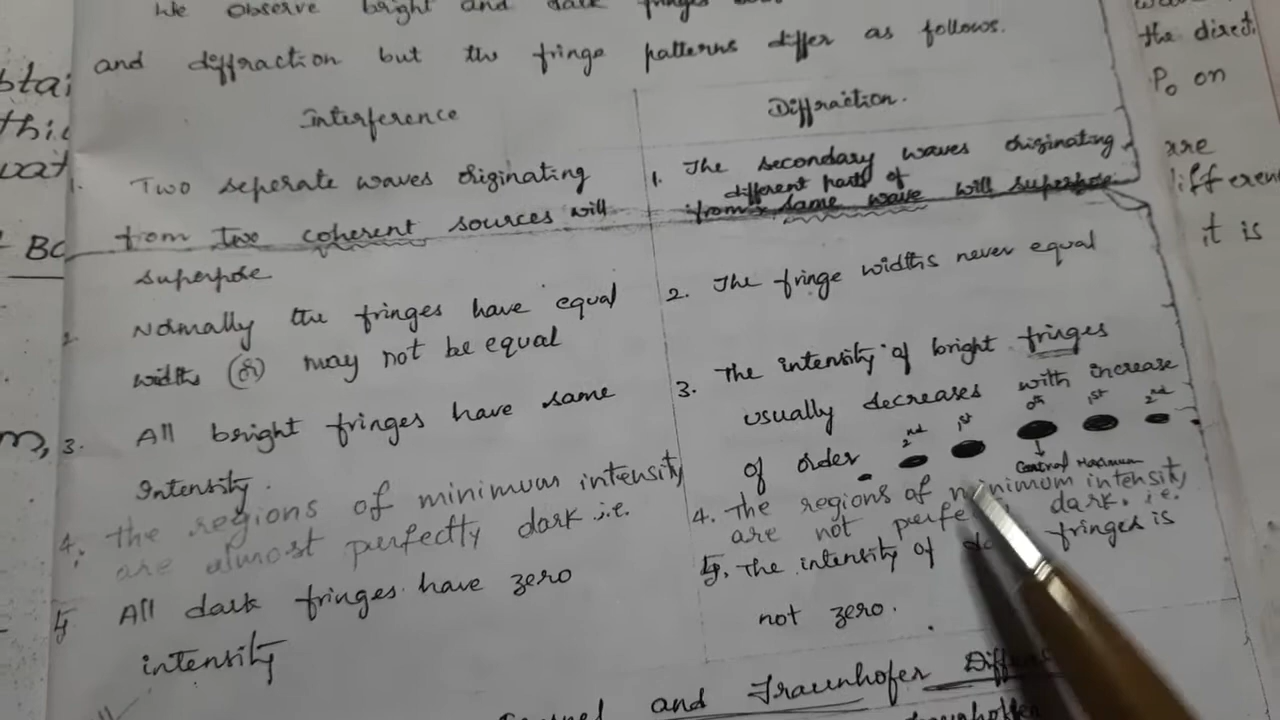 We observe bright and dark fringes
and diffraction but the fringe patterns differ as follows.
Interference
Diffraction.
1. Two seperate waves originating
from two coherent sources will
superpose
2. Normally the fringes have equal
widths (or) may not be equal
3. All bright fringes have same
Intensity.
4. the regions of minimum intensity
are almost perfectly dark i.e.
All dark fringes have zero
intensity
1. The secondary waves originating
different parts of
from x same wave will superpose
2. The fringe widths never equal
3. The intensity of bright fringes
usually decreases with increase
of order
2nd 1st 0th 1st 2nd
Central Maximum
4. The regions of minimum intensity
are not dark. i.e.
The intensity of fringes is
not zero.
and Fraunhofer
the direct
P₀ on
are
it is